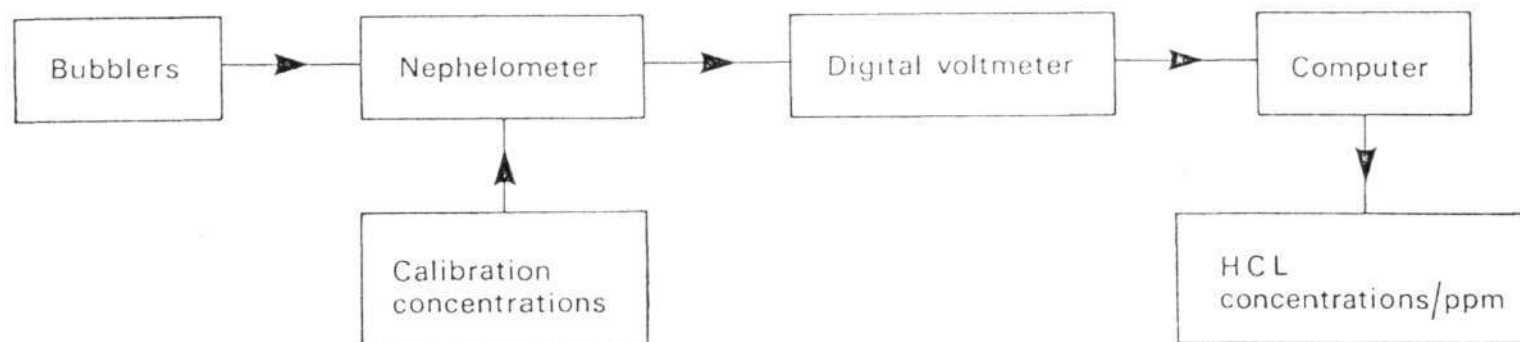 Bubblers
Nephelometer
Digital voltmeter
Computer
Calibration
concentrations
HCL
concentrations/ppm